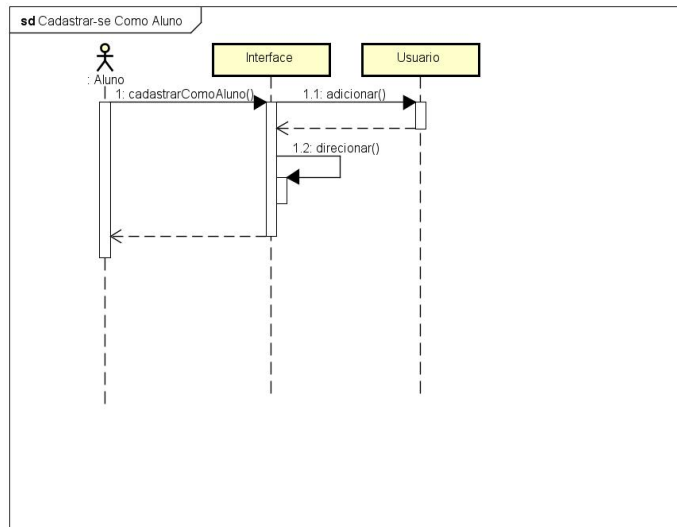 sd Cadastrar-se Como Aluno
: Aluno
Interface
Usuario
1: cadastrarComoAluno()
1.1: adicionar()
1.2: direcionar()